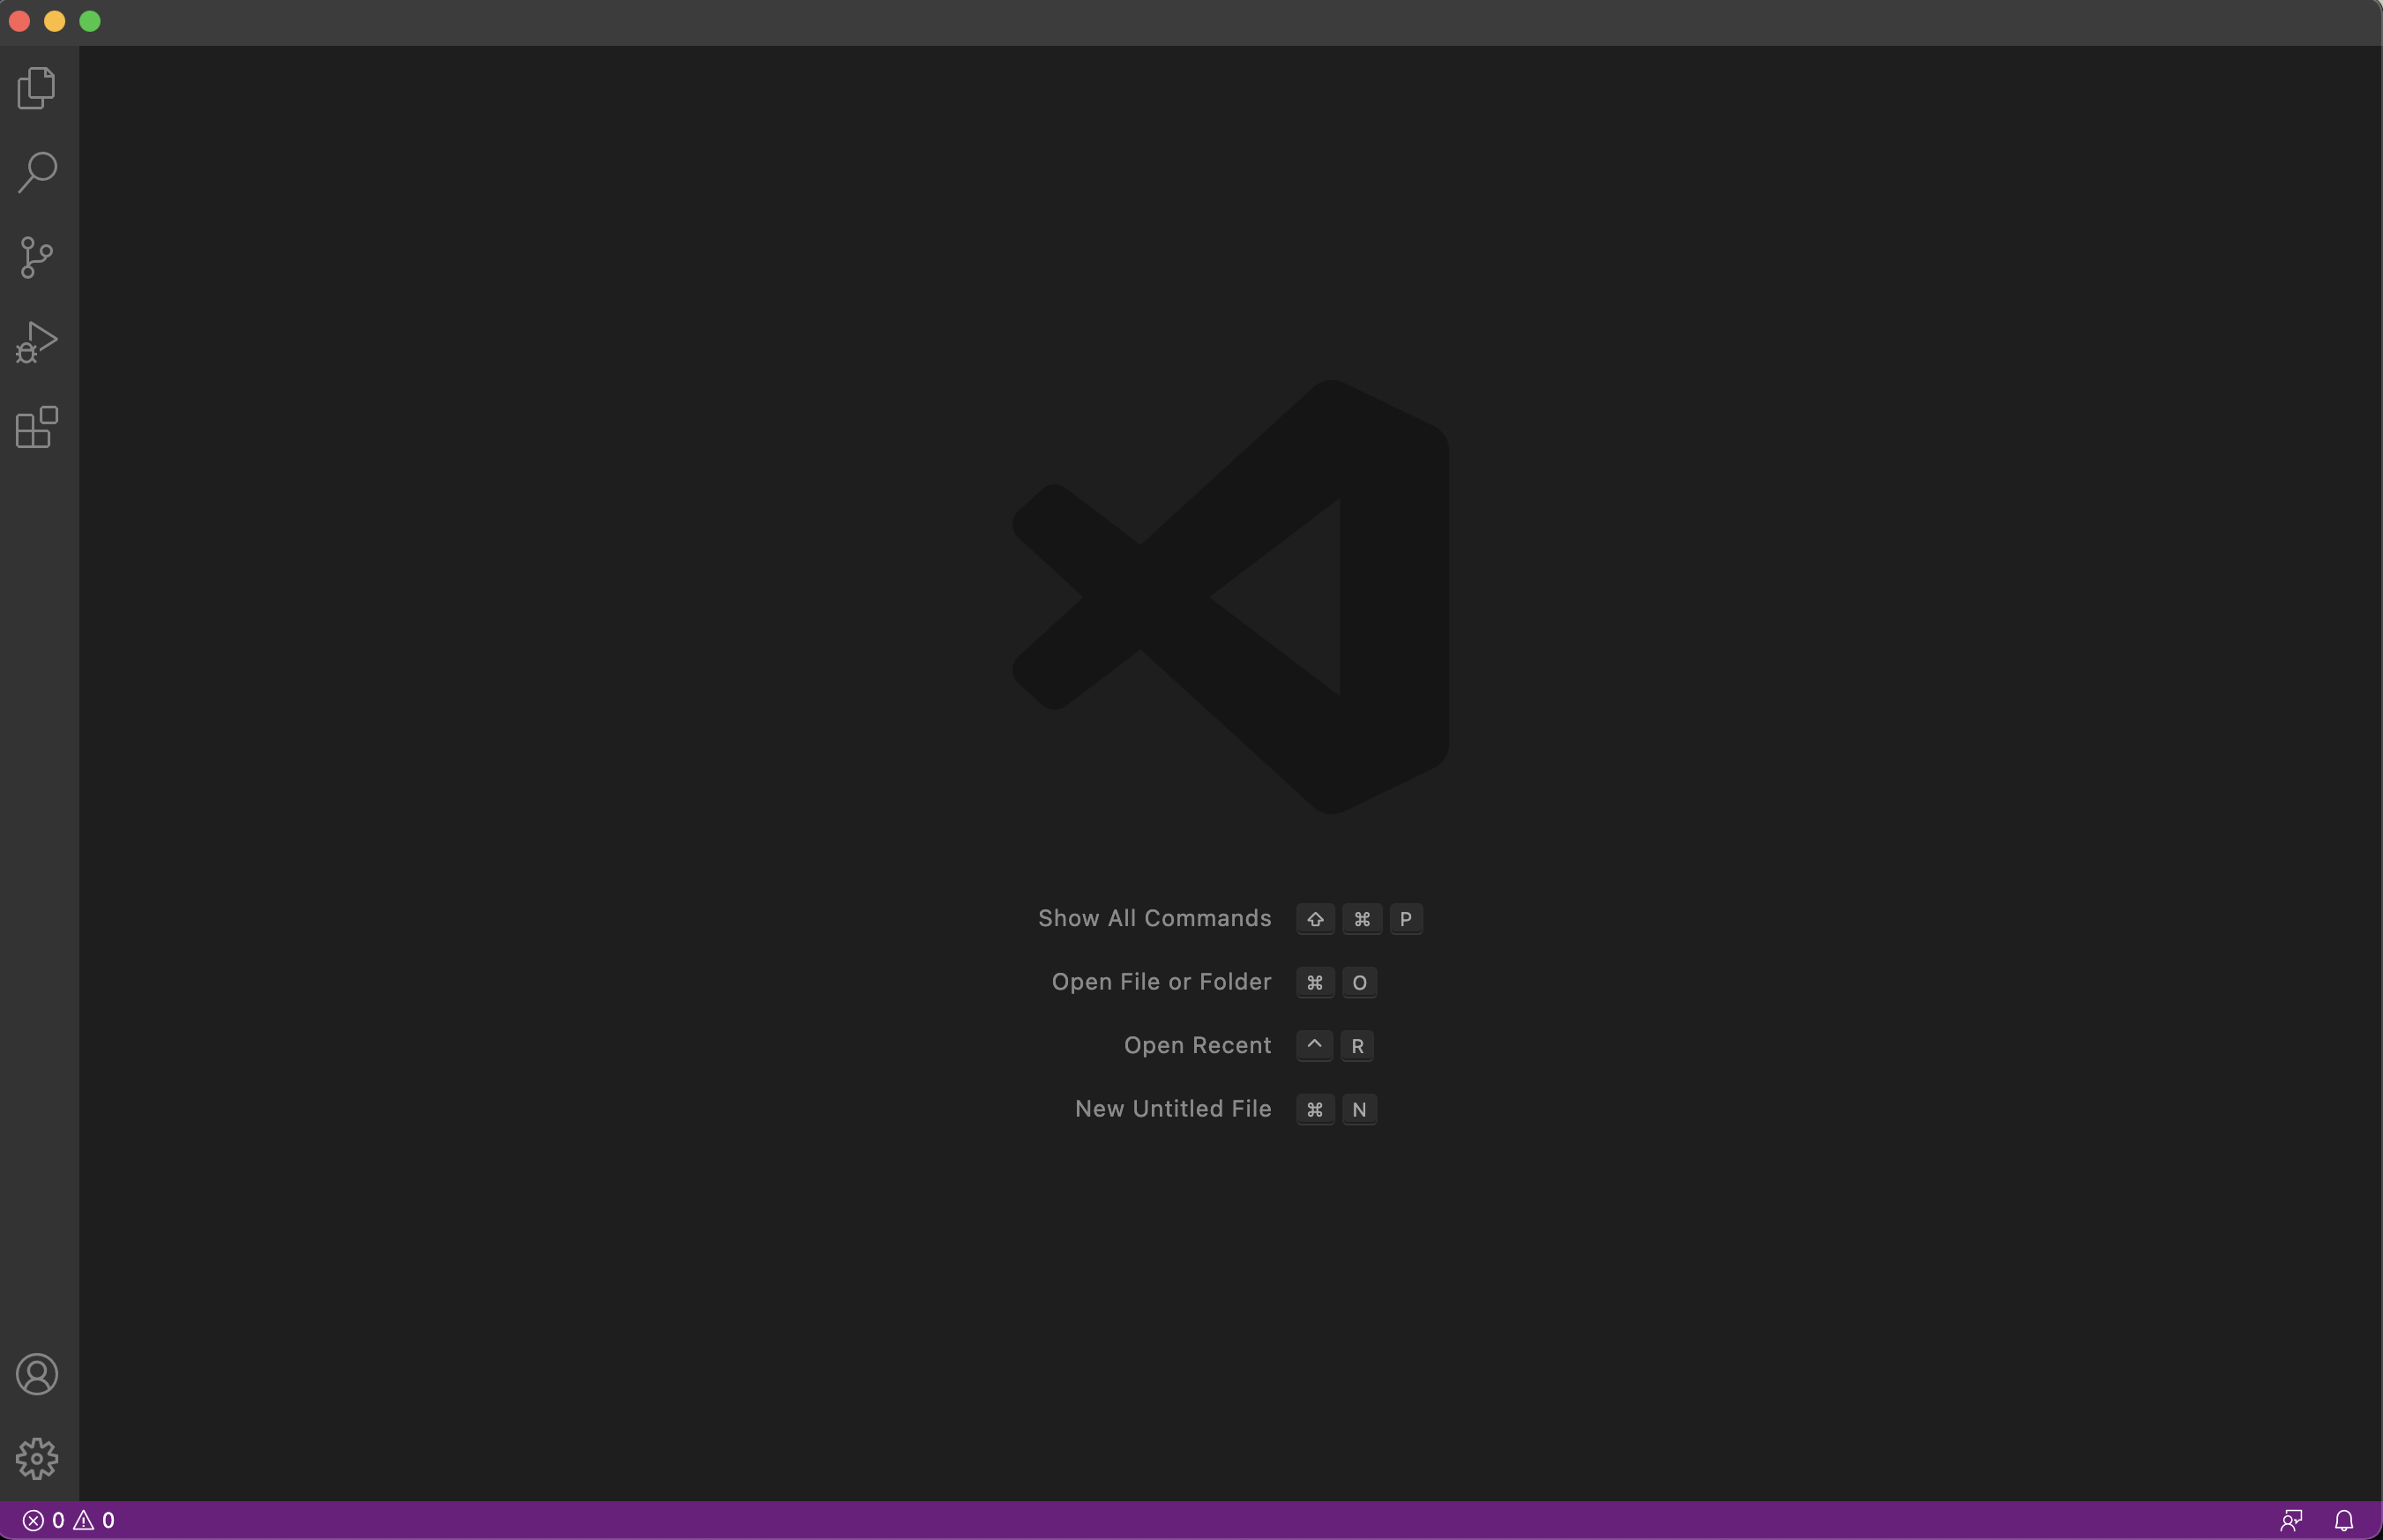 Show All Commands ⇧ ⌘ P
Open File or Folder ⌘ O
Open Recent ⌃ R
New Untitled File ⌘ N
0 0